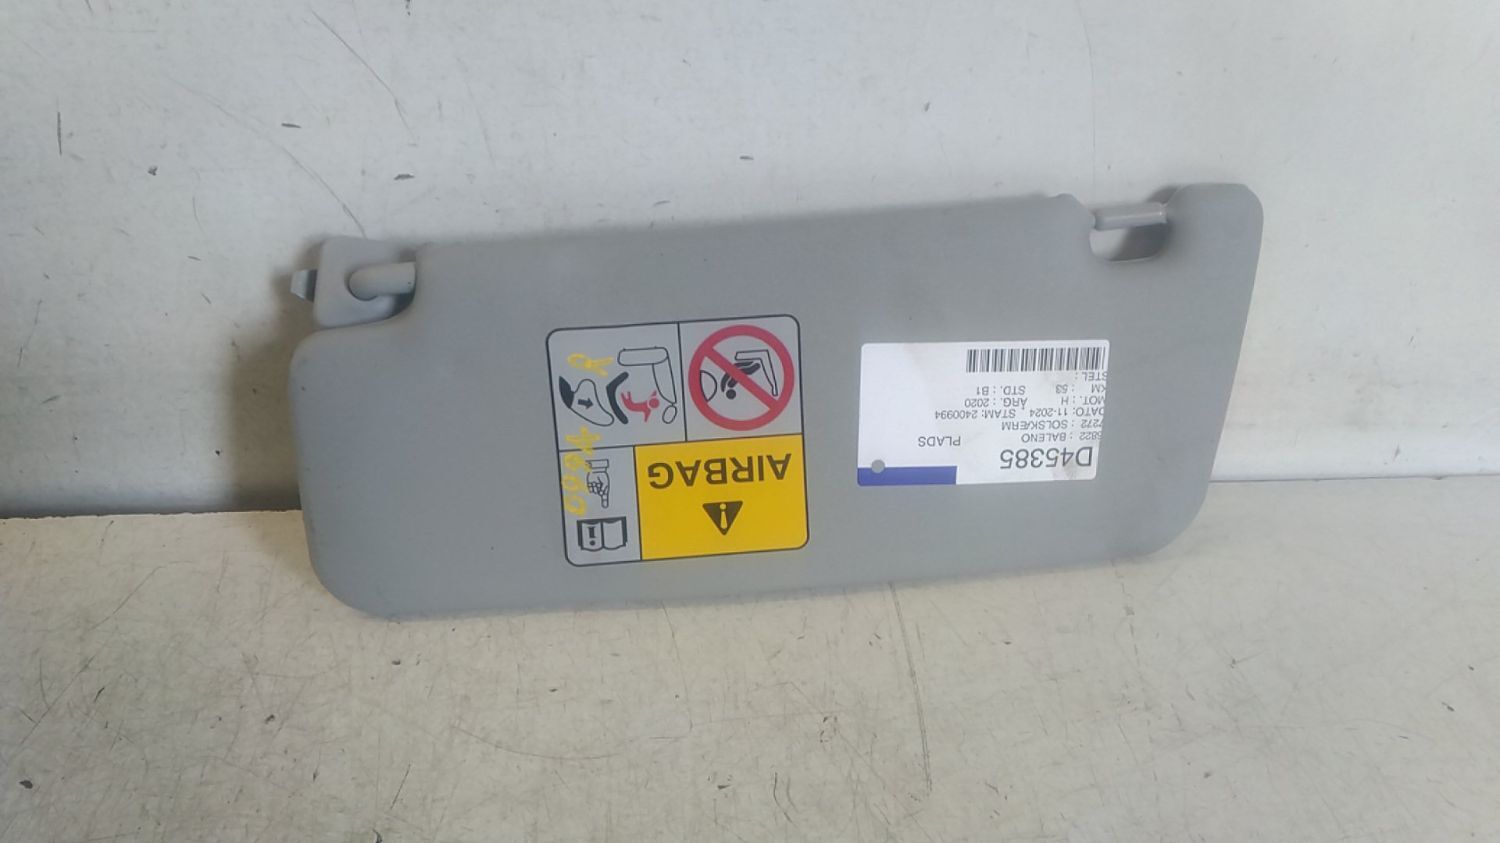 D45385
6822 : BALENO
PLADS
7272 : SOLSKÆRM
DATO: 11-2024 STAM: 2400994
MOT. : H ÅRG. : 2020
KM : 53 STD. : B1
STEL :
AIRBAG